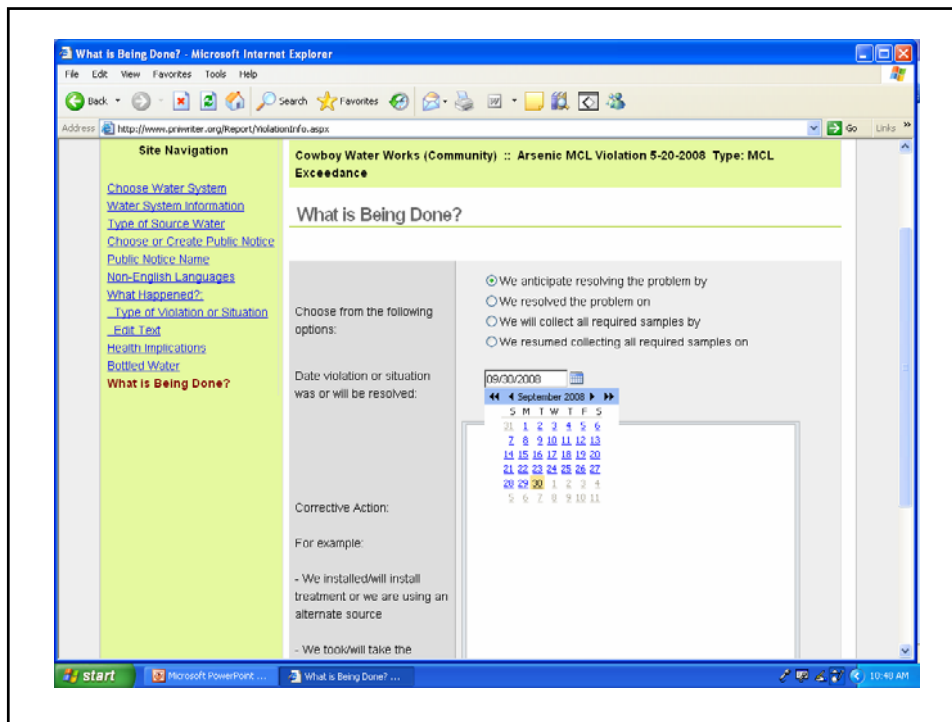 What is Being Done? - Microsoft Internet Explorer
File Edit View Favorites Tools Help
Back Search Favorites
Address http://www.pniwriter.org/Report/ViolationInfo.aspx Go Links »
Site Navigation
Choose Water System
Water System Information
Type of Source Water
Choose or Create Public Notice
Public Notice Name
Non-English Languages
What Happened?:
_Type of Violation or Situation
_Edit Text
Health Implications
Bottled Water
What is Being Done?
Cowboy Water Works (Community) :: Arsenic MCL Violation 5-20-2008 Type: MCL
Exceedance
What is Being Done?
Choose from the following
options:
We anticipate resolving the problem by
We resolved the problem on
We will collect all required samples by
We resumed collecting all required samples on
Date violation or situation
was or will be resolved:
09/30/2008
September 2008
S M T W T F S
31 1 2 3 4 5 6
7 8 9 10 11 12 13
14 15 16 17 18 19 20
21 22 23 24 25 26 27
28 29 30 1 2 3 4
5 6 7 8 9 10 11
Corrective Action:
For example:
- We installed/will install
treatment or we are using an
alternate source
- We took/will take the
start Microsoft PowerPoint ... What is Being Done? ... 10:40 AM